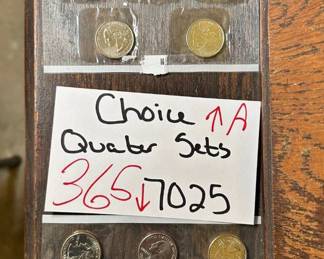 Choice ↑A
Quater Sets
365↓7025